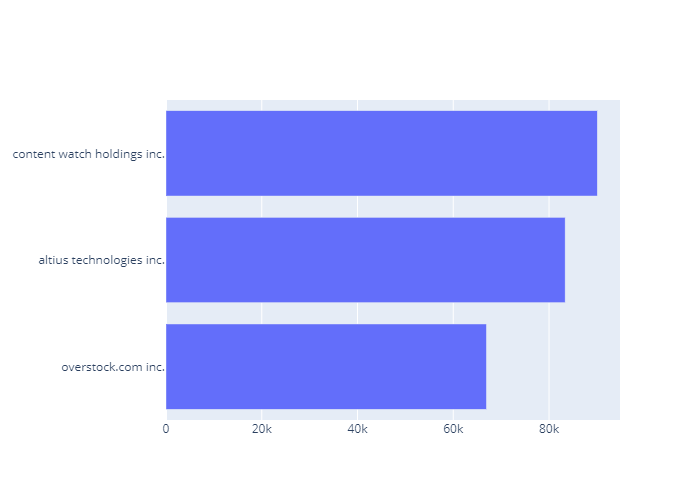 content watch holdings inc.
altius technologies inc.
overstock.com inc.
0 20k 40k 60k 80k